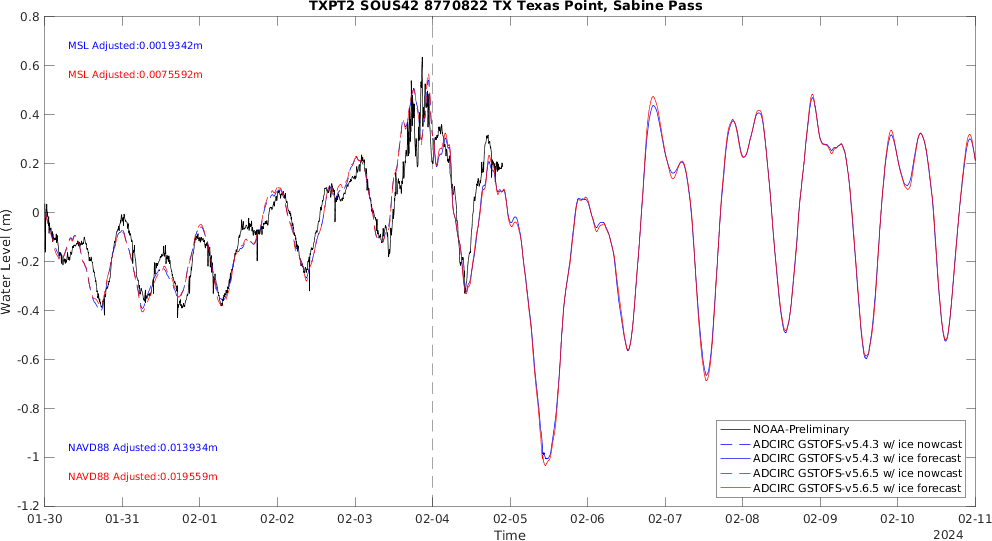 TXPT2 SOUS42 8770822 TX Texas Point, Sabine Pass
0.8
0.6
0.4
0.2
0
-0.2
-0.4
-0.6
-0.8
-1
-1.2
Water Level (m)
MSL Adjusted:0.0019342m
MSL Adjusted:0.0075592m
NAVD88 Adjusted:0.013934m
NAVD88 Adjusted:0.019559m
NOAA-Preliminary
ADCIRC GSTOFS-v5.4.3 w/ ice nowcast
ADCIRC GSTOFS-v5.4.3 w/ ice forecast
ADCIRC GSTOFS-v5.6.5 w/ ice nowcast
ADCIRC GSTOFS-v5.6.5 w/ ice forecast
01-30 01-31 02-01 02-02 02-03 02-04 02-05 02-06 02-07 02-08 02-09 02-10 02-11
Time
2024